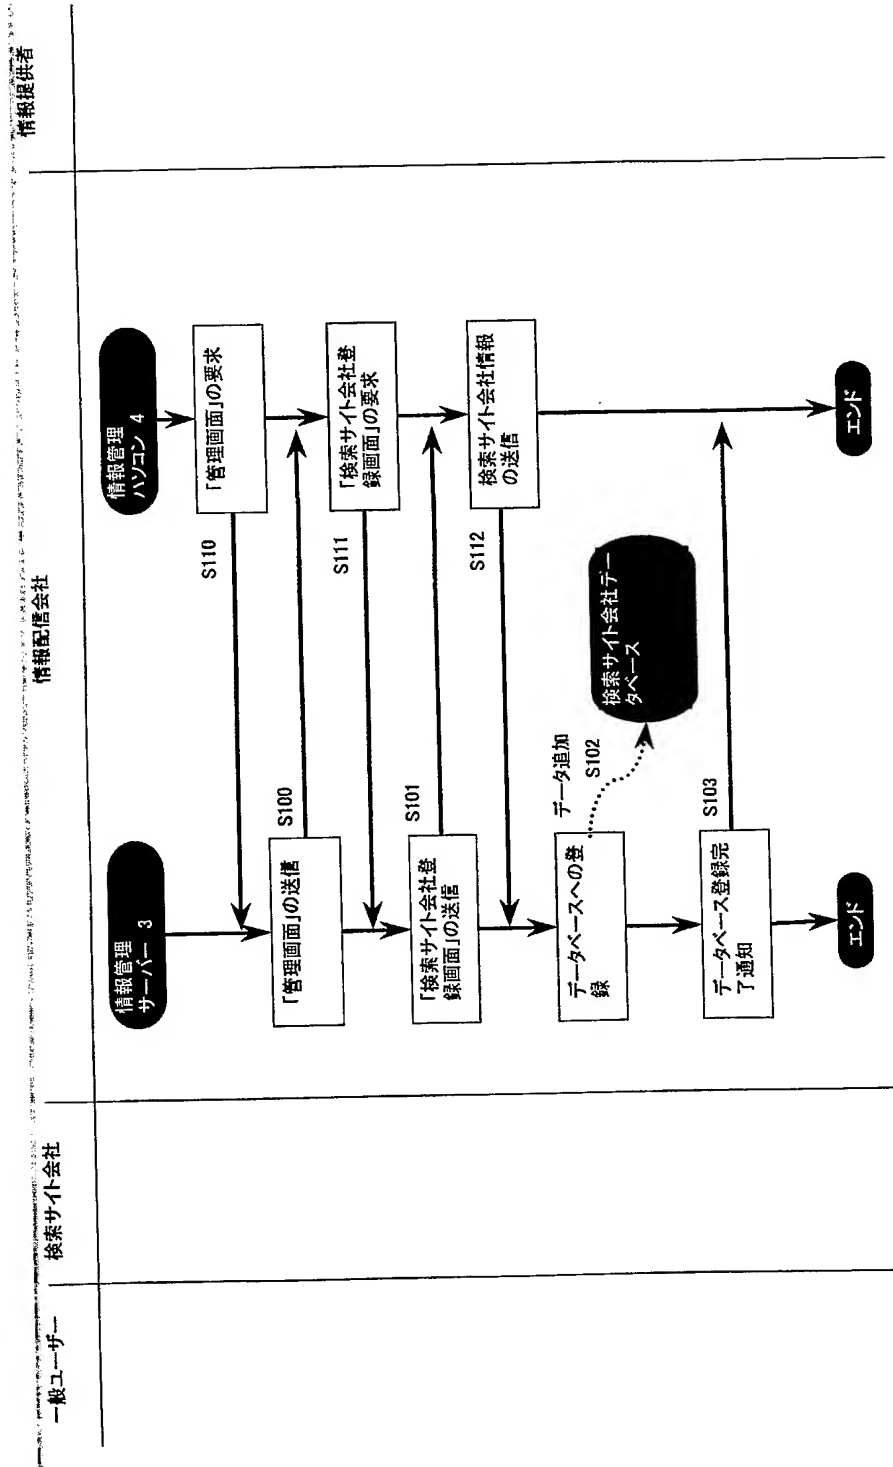 一般ユーザー
検索サイト会社
情報配信会社
情報提供者
情報管理
サーバー 3
情報管理
パソコン 4
「管理画面」の要求
S110
「管理画面」の送信
S100
「検索サイト会社登
録画面」の要求
S111
「検索サイト会社登
録画面」の送信
S101
検索サイト会社情報
の送信
S112
データベースへの登
録
データ追加
S102
検索サイト会社デー
タベース
データベース登録完
了通知
S103
エンド
エンド